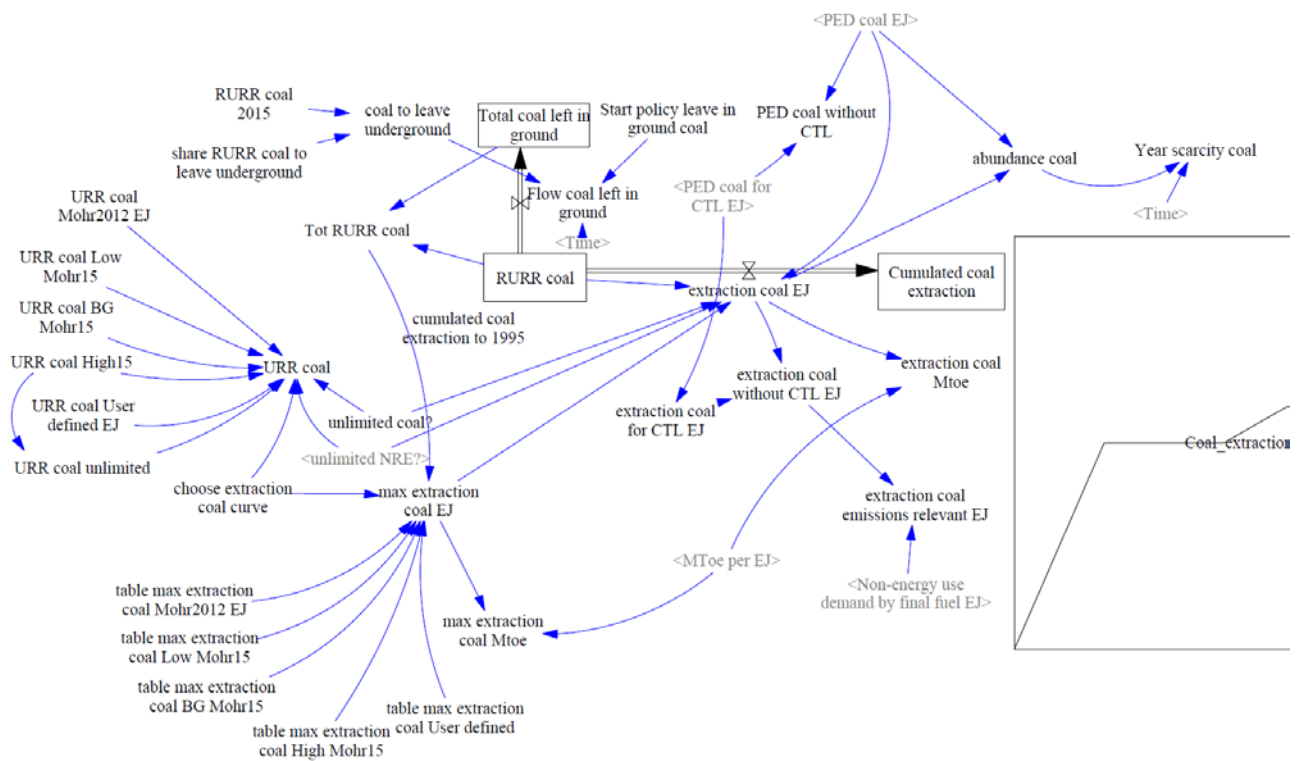 <PED coal EJ>
RURR coal
2015
coal to leave
underground
Total coal left in
ground
Start policy leave in
ground coal
PED coal without
CTL
share RURR coal to
leave underground
abundance coal
Year scarcity coal
URR coal
Mohr2012 EJ
Flow coal left in
ground
<PED coal for
CTL EJ>
<Time>
Tot RURR coal
<Time>
URR coal Low
Mohr15
RURR coal
extraction coal EJ
Cumulated coal
extraction
URR coal BG
Mohr15
cumulated coal
extraction to 1995
URR coal High15
URR coal
extraction coal
without CTL EJ
extraction coal
Mtoe
URR coal User
defined EJ
unlimited coal?
extraction coal
for CTL EJ
Coal_extraction
URR coal unlimited
<unlimited NRE?>
choose extraction
coal curve
max extraction
coal EJ
extraction coal
emissions relevant EJ
<MToe per EJ>
<Non-energy use
demand by final fuel EJ>
table max extraction
coal Mohr2012 EJ
max extraction
coal Mtoe
table max extraction
coal Low Mohr15
table max extraction
coal BG Mohr15
table max extraction
coal User defined
table max extraction
coal High Mohr15